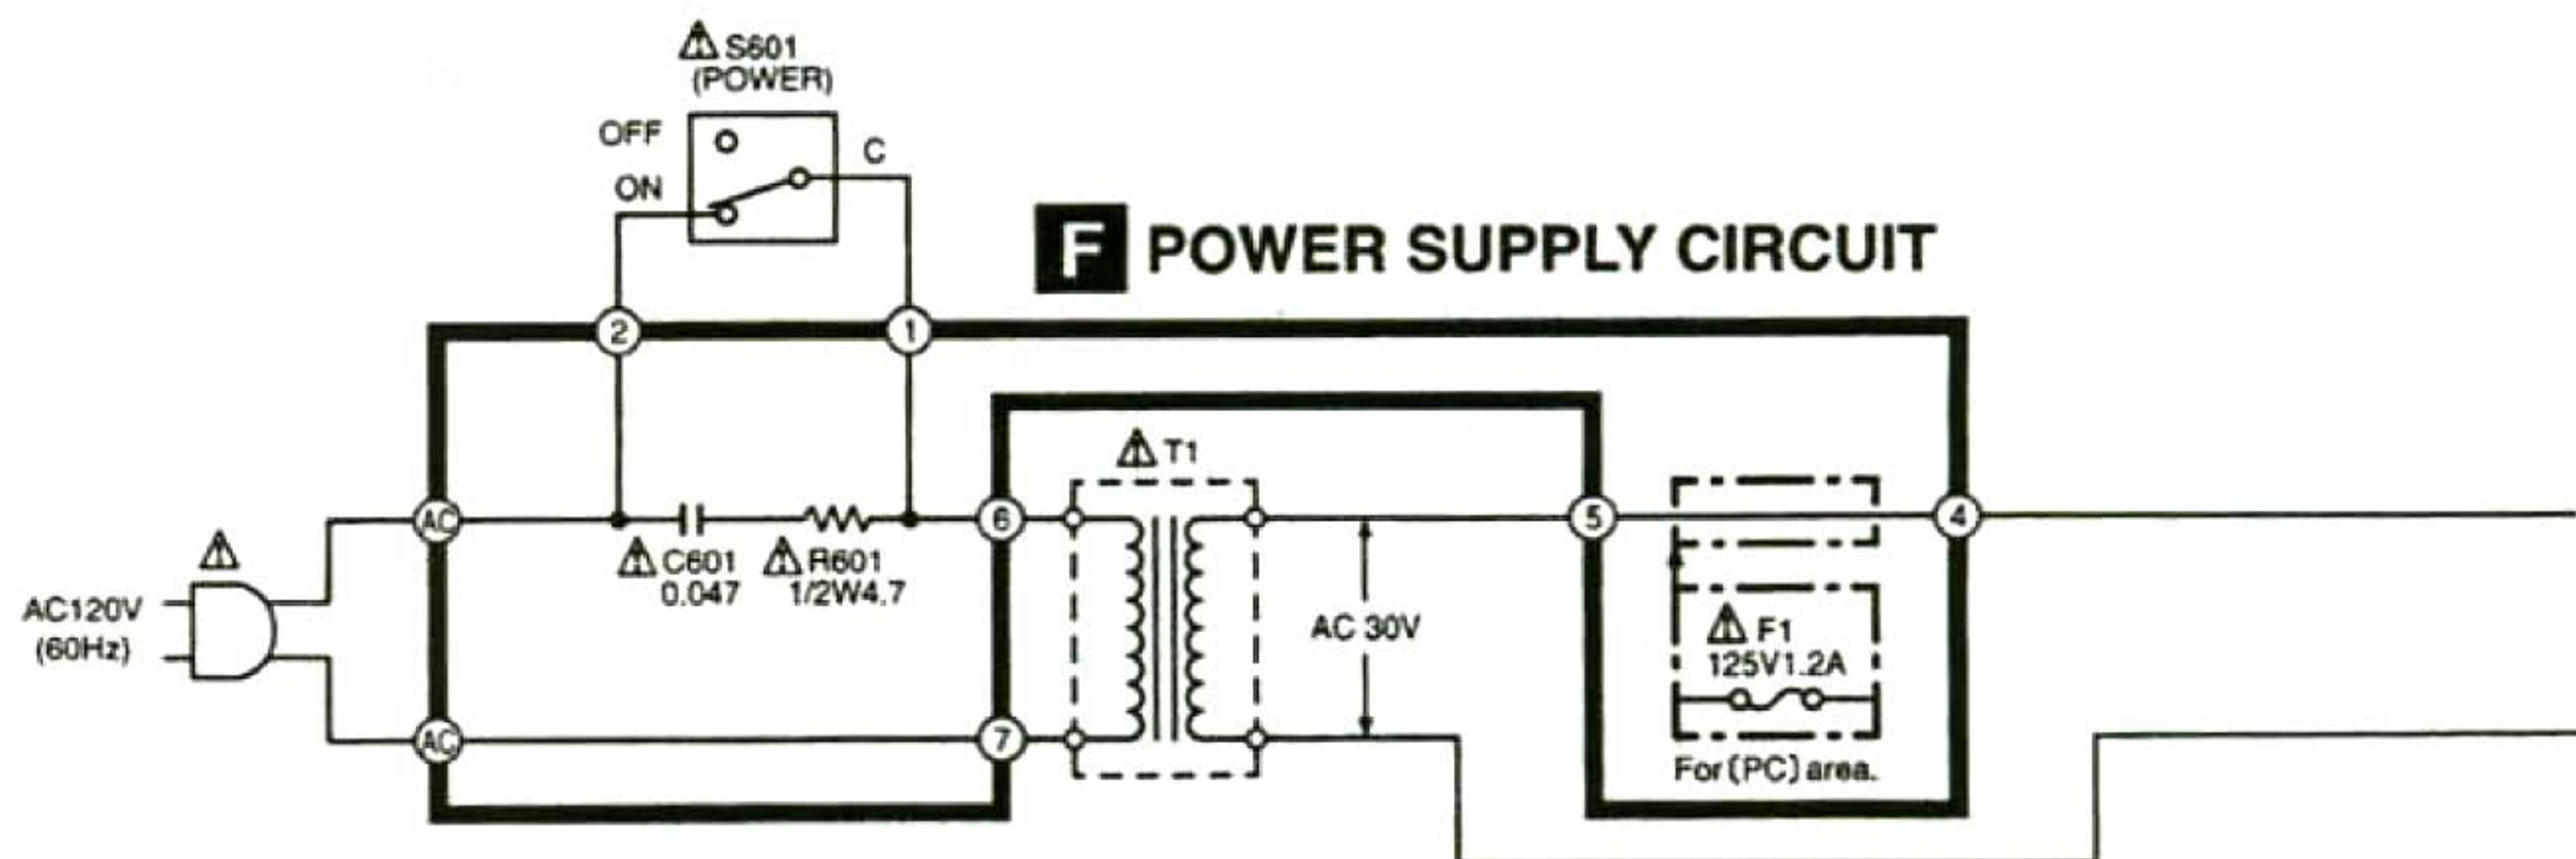 S601
(POWER)
OFF
C
ON
F POWER SUPPLY CIRCUIT
2
1
T1
AC
6
5
4
C601
0.047
R601
1/2W4.7
AC120V
(60Hz)
AC 30V
F1
125V1.2A
AC
7
For (PC) area.